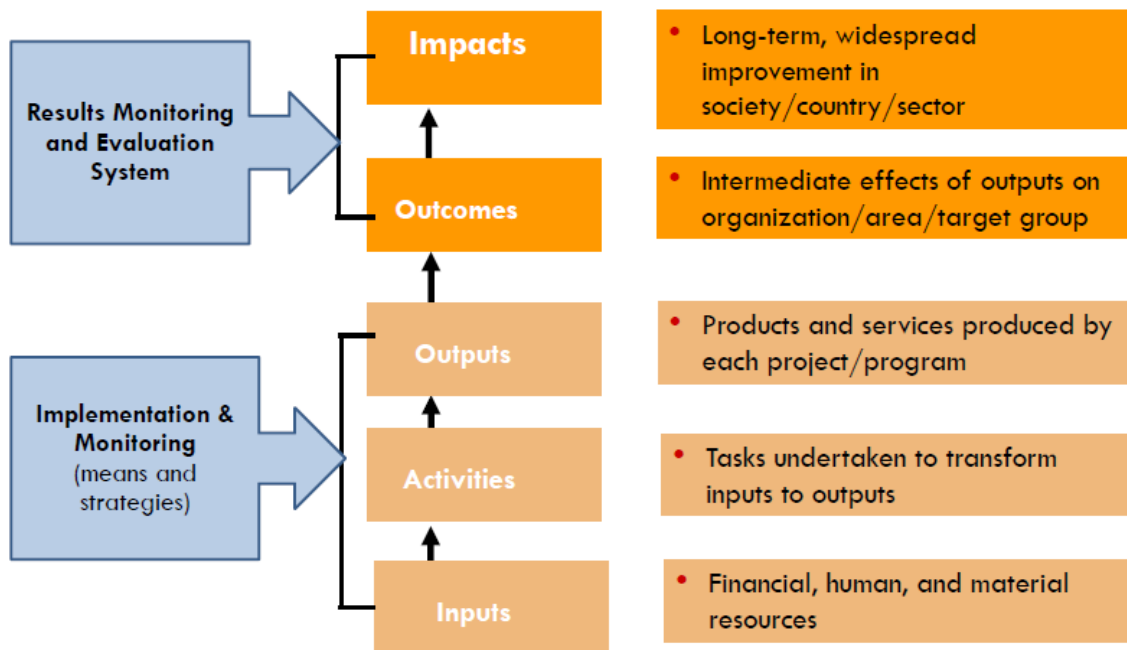 Impacts
• Long-term, widespread
improvement in
society/country/sector
Results Monitoring
and Evaluation
System
Outcomes
• Intermediate effects of outputs on
organization/area/target group
Outputs
• Products and services produced by
each project/program
Implementation &
Monitoring
(means and
strategies)
Activities
• Tasks undertaken to transform
inputs to outputs
Inputs
• Financial, human, and material
resources